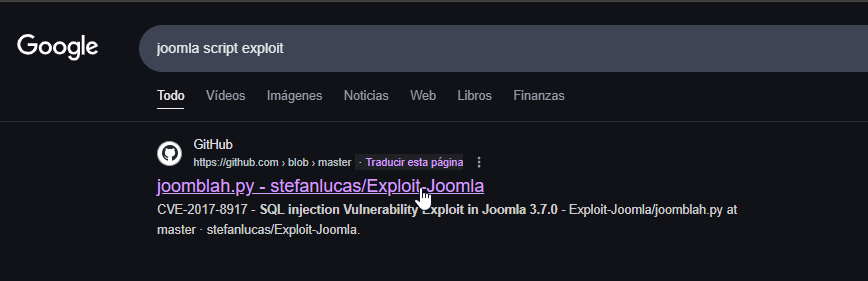 Google
joomla script exploit
Todo Vídeos Imágenes Noticias Web Libros Finanzas
GitHub
https://github.com › blob › master · Traducir esta página
joomblah.py - stefanlucas/Exploit-Joomla
CVE-2017-8917 - SQL injection Vulnerability Exploit in Joomla 3.7.0 - Exploit-Joomla/joomblah.py at
master · stefanlucas/Exploit-Joomla.